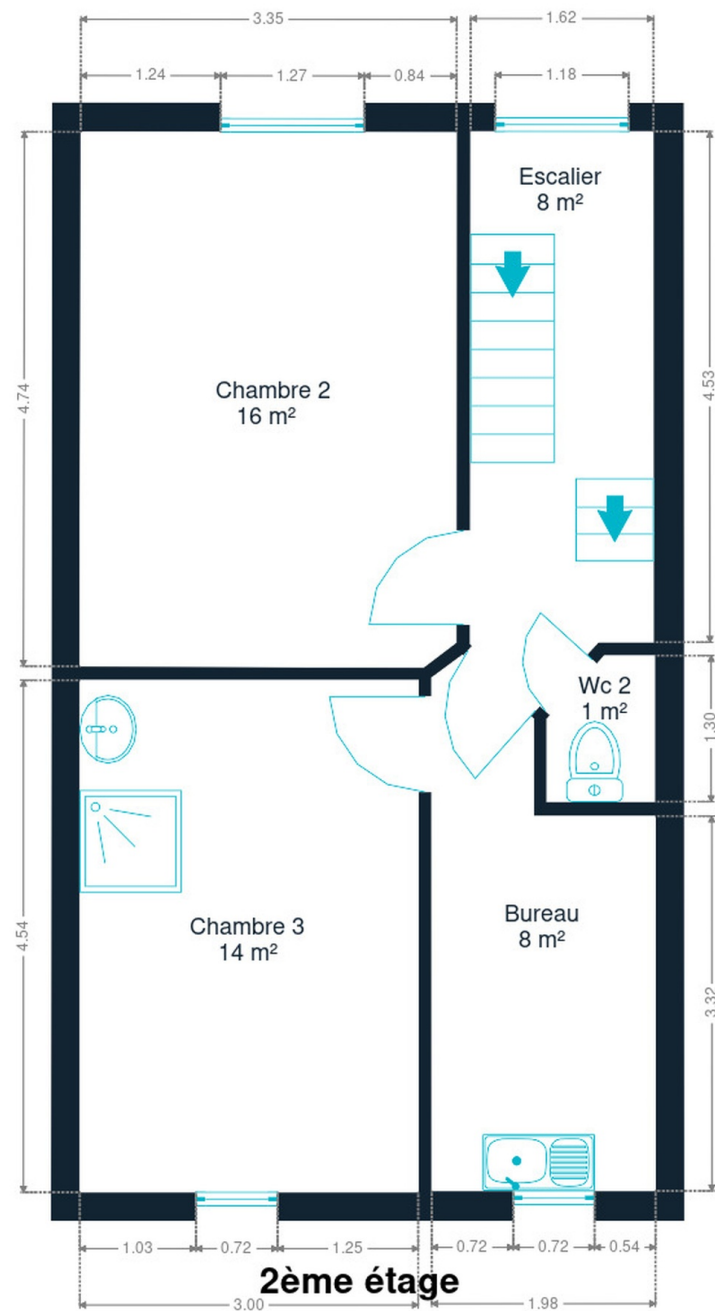 3.35
1.62
1.24
1.27
0.84
1.18
Escalier
8 m²
4.74
4.53
Chambre 2
16 m²
Wc 2
1 m²
1.30
4.54
Chambre 3
14 m²
Bureau
8 m²
3.32
1.03
0.72
1.25
0.72
0.72
0.54
2ème étage
3.00
1.98